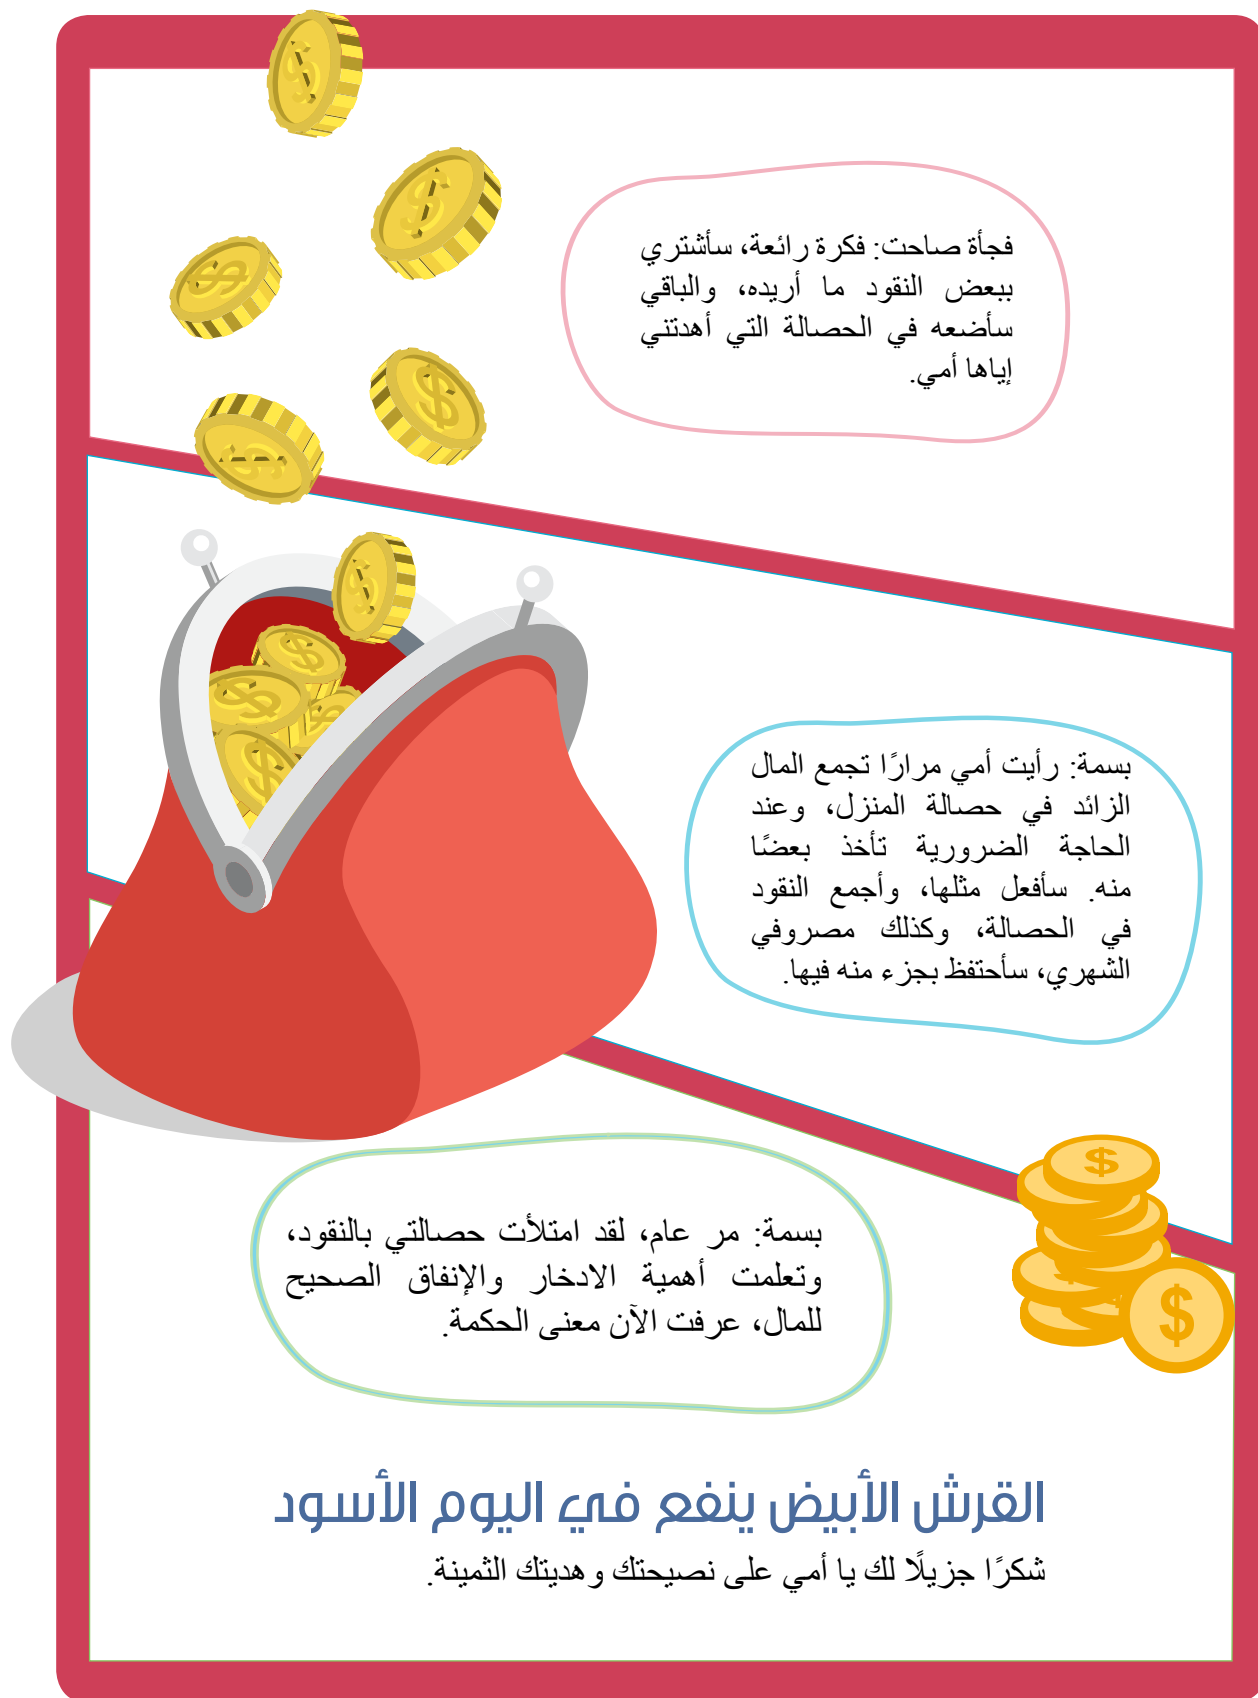 فجأة صاحت: فكرة رائعة، سأشتري
ببعض النقود ما أريده، والباقي
سأضعه في الحصالة التي أهدتني
إياها أمي.
بسمة: رأيت أمي مرارًا تجمع المال
الزائد في حصالة المنزل، وعند
الحاجة الضرورية تأخذ بعضًا
منه. سأفعل مثلها، وأجمع النقود
في الحصالة، وكذلك مصروفي
الشهري، سأحتفظ بجزء منه فيها.
بسمة: مر عام، لقد امتلأت حصالتي بالنقود،
وتعلمت أهمية الادخار والإنفاق الصحيح
للمال، عرفت الآن معنى الحكمة.
القرش الأبيض ينفع في اليوم الأسود
شكرًا جزيلًا لك يا أمي على نصيحتك وهديتك الثمينة.